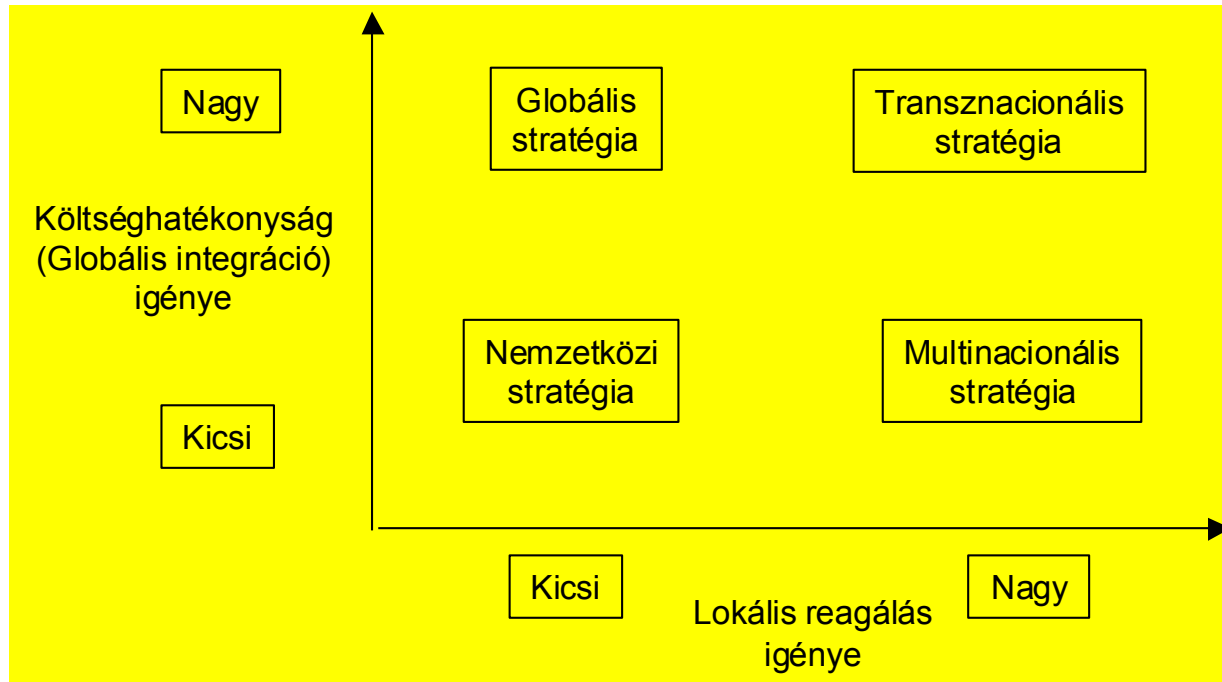 Nagy
Globális
stratégia
Transznacionális
stratégia
Költséghatékonyság
(Globális integráció)
igénye
Nemzetközi
stratégia
Multinacionális
stratégia
Kicsi
Kicsi
Nagy
Lokális reagálás
igénye